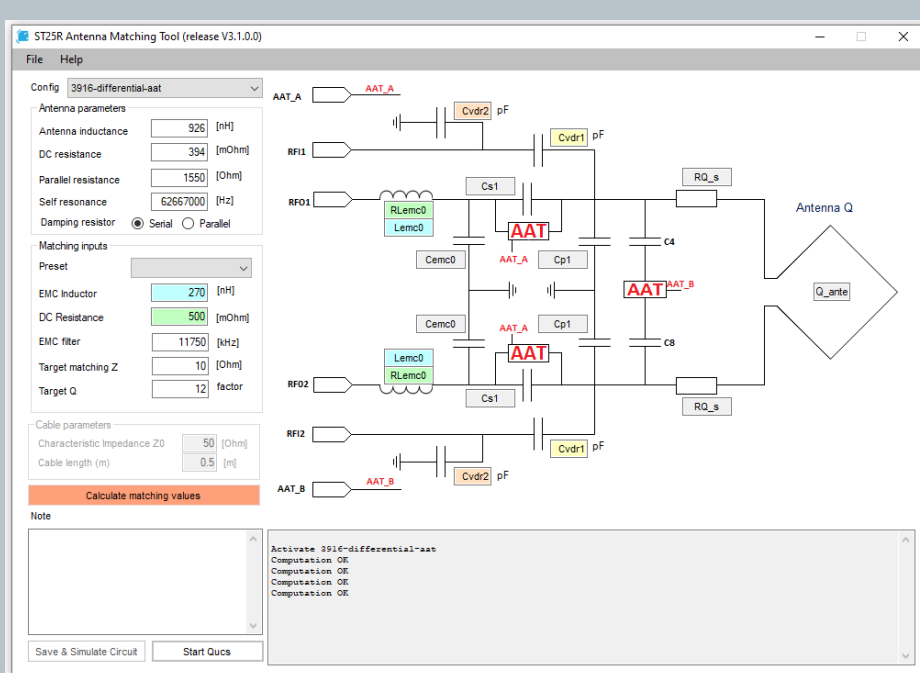 ST25R Antenna Matching Tool (release V3.1.0.0)
File Help
Config 3916-differential-aat
Antenna parameters
Antenna inductance 926 [nH]
DC resistance 394 [mOhm]
Parallel resistance 1550 [Ohm]
Self resonance 62667000 [Hz]
Damping resistor Serial Parallel
Matching inputs
Preset
EMC Inductor 270 [nH]
DC Resistance 500 [mOhm]
EMC filter 11750 [kHz]
Target matching Z 10 [Ohm]
Target Q 12 factor
Cable parameters
Characteristic Impedance Z0 50 [Ohm]
Cable length (m) 0.5 [m]
Calculate matching values
Note
Save & Simulate Circuit Start Qucs
AAT_A AAT_A
Cvdr2 pF
Cvdr1 pF
RFI1
RQ_s
Cs1
RFO1
RLemc0
Lemc0
AAT
Antenna Q
C4
Cemc0 AAT_A Cp1
AAT AAT_B
Q_ante
Cemc0 AAT_A Cp1
C8
Lemc0
RLemc0
AAT
RFO2
Cs1
RQ_s
RFI2
Cvdr1 pF
Cvdr2 pF
AAT_B AAT_B
Activate 3916-differential-aat
Computation OK
Computation OK
Computation OK
Computation OK